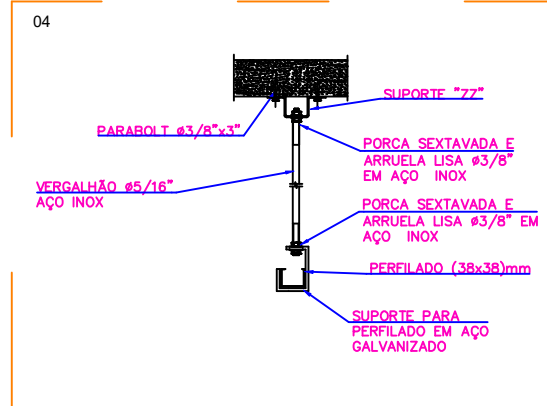 04
SUPORTE "ZZ"
PARABOLT ø3/8"x3"
PORCA SEXTAVADA E
ARRUELA LISA ø3/8"
EM AÇO INOX
VERGALHÃO ø5/16"
AÇO INOX
PORCA SEXTAVADA E
ARRUELA LISA ø3/8" EM
AÇO INOX
PERFILADO (38x38)mm
SUPORTE PARA
PERFILADO EM AÇO
GALVANIZADO